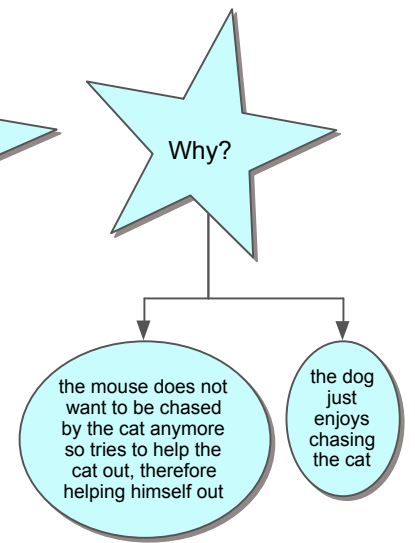 Why?
the mouse does not
want to be chased
by the cat anymore
so tries to help the
cat out, therefore
helping himself out
the dog
just
enjoys
chasing
the cat